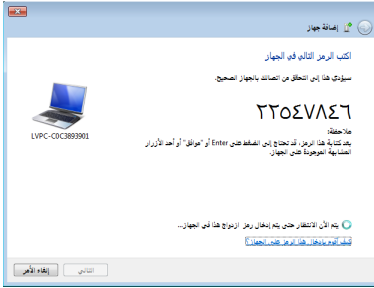 إضافة جهاز
اكتب الرمز التالي في الجهاز
سيؤدي هذا إلى التحقق من اتصالك بالجهاز الصحيح.
٢٢٥٤٧٨٤٦
LVPC-C0C3893901
ملاحظة:
بعد كتابة هذا الرمز، قد تحتاج إلى الضغط على Enter أو "موافق" أو أحد الأزرار
المشابهة الموجودة على الجهاز.
يتم الآن الانتظار حتى يتم إدخال رمز ازدواج هذا في الجهاز...
كيف أقوم بإدخال هذا الرمز على الجهاز؟
التالي
إلغاء الأمر